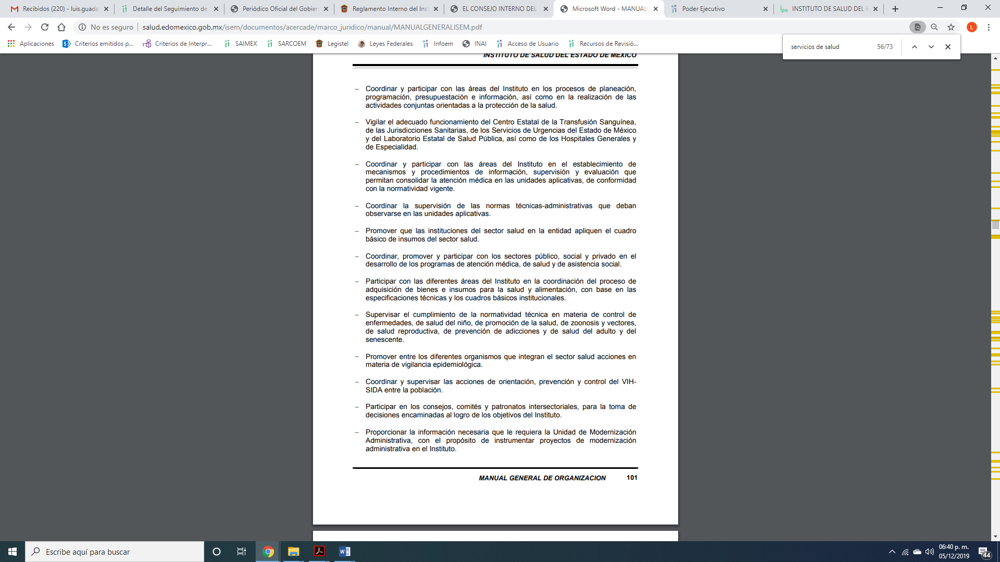 Recibidos (220) - luis.guada
Detalle del Seguimiento de
Periódico Oficial del Gobier
Reglamento Interno del Inst
EL CONSEJO INTERNO DEL
Microsoft Word - MANUALG
Poder Ejecutivo
ipo INSTITUTO DE SALUD DEL E
No es seguro | salud.edomexico.gob.mx/isem/documentos/acercade/marco_juridico/manual/MANUALGENERALISEM.pdf
L
Aplicaciones
Criterios emitidos p...
Criterios de Interpr...
SAIMEX
SARCOEM
Legistel
Leyes Federales
Infoem
INAI
Acceso de Usuario
Recursos de Revisió...
servicios de salud 56/73
INSTITUTO DE SALUD DEL ESTADO DE MÉXICO
– Coordinar y participar con las áreas del Instituto en los procesos de planeación,
programación, presupuestación e información, así como en la realización de las
actividades conjuntas orientadas a la protección de la salud.
– Vigilar el adecuado funcionamiento del Centro Estatal de la Transfusión Sanguínea,
de las Jurisdicciones Sanitarias, de los Servicios de Urgencias del Estado de México
y del Laboratorio Estatal de Salud Pública, así como de los Hospitales Generales y
de Especialidad.
– Coordinar y participar con las áreas del Instituto en el establecimiento de
mecanismos y procedimientos de información, supervisión y evaluación que
permitan consolidar la atención médica en las unidades aplicativas, de conformidad
con la normatividad vigente.
– Coordinar la supervisión de las normas técnicas-administrativas que deban
observarse en las unidades aplicativas.
– Promover que las instituciones del sector salud en la entidad apliquen el cuadro
básico de insumos del sector salud.
– Coordinar, promover y participar con los sectores público, social y privado en el
desarrollo de los programas de atención médica, de salud y de asistencia social.
– Participar con las diferentes áreas del Instituto en la coordinación del proceso de
adquisición de bienes e insumos para la salud y alimentación, con base en las
especificaciones técnicas y los cuadros básicos institucionales.
– Supervisar el cumplimiento de la normatividad técnica en materia de control de
enfermedades, de salud del niño, de promoción de la salud, de zoonosis y vectores,
de salud reproductiva, de prevención de adicciones y de salud del adulto y del
senescente.
– Promover entre los diferentes organismos que integran el sector salud acciones en
materia de vigilancia epidemiológica.
– Coordinar y supervisar las acciones de orientación, prevención y control del VIH-
SIDA entre la población.
– Participar en los consejos, comités y patronatos intersectoriales, para la toma de
decisiones encaminadas al logro de los objetivos del Instituto.
– Proporcionar la información necesaria que le requiera la Unidad de Modernización
Administrativa, con el propósito de instrumentar proyectos de modernización
administrativa en el Instituto.
MANUAL GENERAL DE ORGANIZACION 101
Escribe aquí para buscar
06:40 p. m.
05/12/2019
44